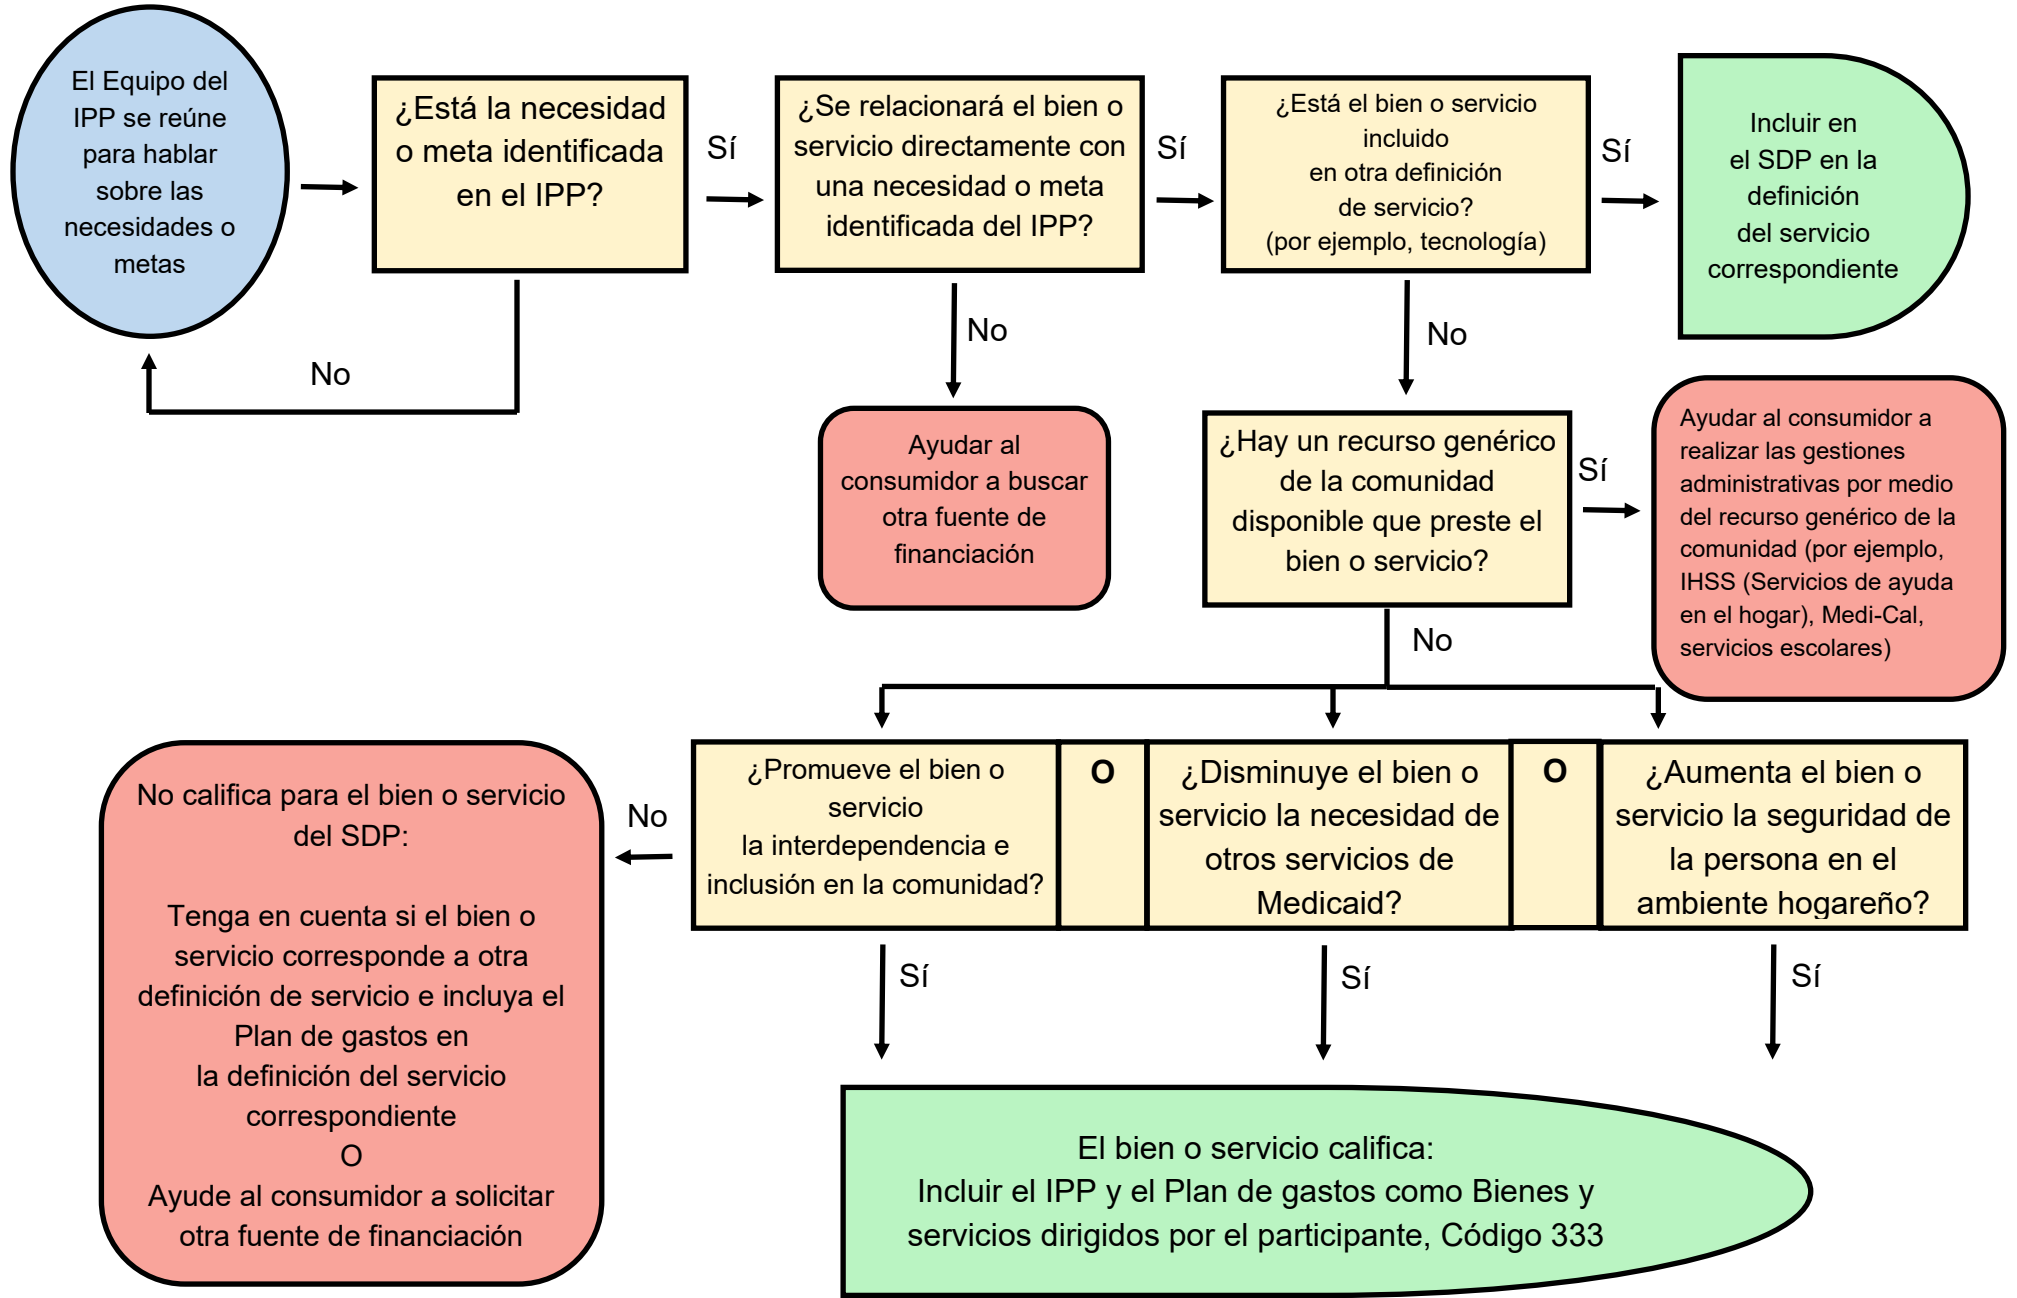 El Equipo del
IPP se reúne
para hablar
sobre las
necesidades o
metas
¿Está la necesidad
o meta identificada
en el IPP?
Sí
No
¿Se relacionará el bien o
servicio directamente con
una necesidad o meta
identificada del IPP?
Sí
No
¿Está el bien o servicio
incluido
en otra definición
de servicio?
(por ejemplo, tecnología)
Sí
No
Incluir en
el SDP en la
definición
del servicio
correspondiente
Ayudar al
consumidor a buscar
otra fuente de
financiación
¿Hay un recurso genérico
de la comunidad
disponible que preste el
bien o servicio?
Sí
No
Ayudar al consumidor a
realizar las gestiones
administrativas por medio
del recurso genérico de la
comunidad (por ejemplo,
IHSS (Servicios de ayuda
en el hogar), Medi-Cal,
servicios escolares)
No califica para el bien o servicio
del SDP:
Tenga en cuenta si el bien o
servicio corresponde a otra
definición de servicio e incluya el
Plan de gastos en
la definición del servicio
correspondiente
O
Ayude al consumidor a solicitar
otra fuente de financiación
No
¿Promueve el bien o
servicio
la interdependencia e
inclusión en la comunidad?
O
¿Disminuye el bien o
servicio la necesidad de
otros servicios de
Medicaid?
O
¿Aumenta el bien o
servicio la seguridad de
la persona en el
ambiente hogareño?
Sí
Sí
Sí
El bien o servicio califica:
Incluir el IPP y el Plan de gastos como Bienes y
servicios dirigidos por el participante, Código 333